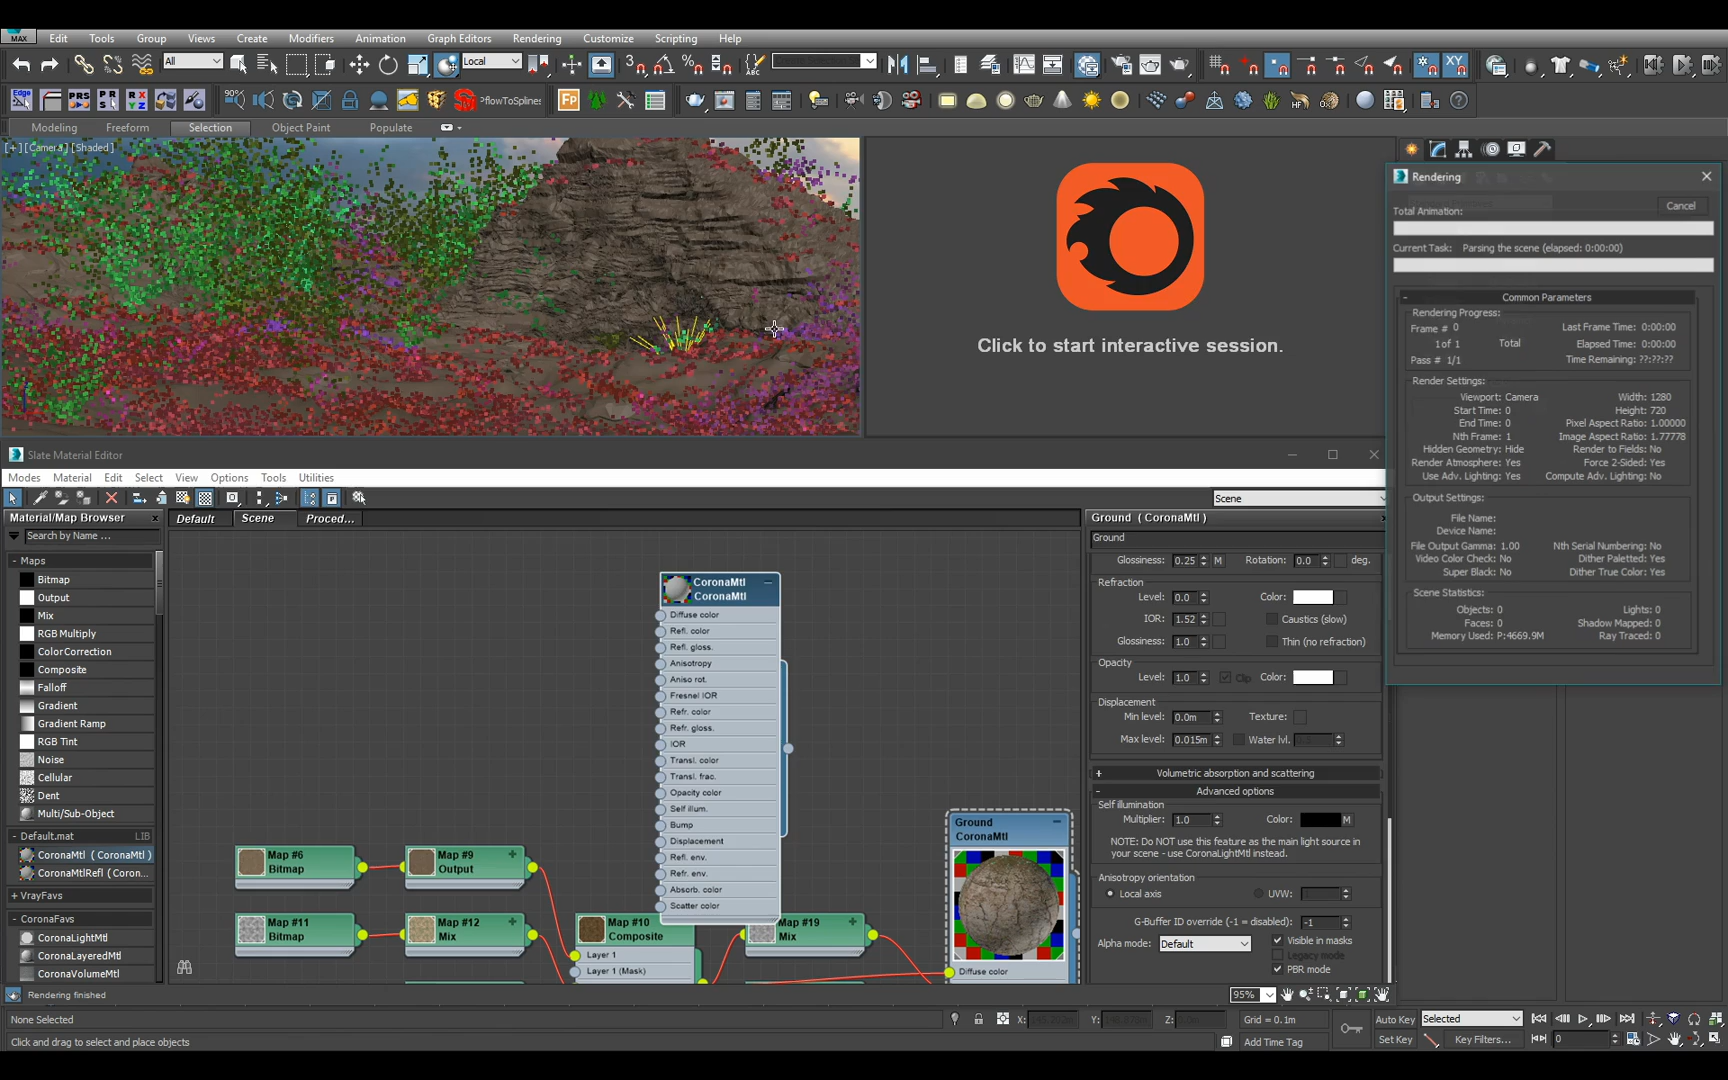 MAX
Edit Tools Group Views Create Modifiers Animation Graph Editors Rendering Customize Scripting Help
All Local
XY
Edge PRS PR RX YZ PflowToSplines FP HF
Modeling Freeform Selection Object Paint Populate
[+] [Camera] [Shaded]
Click to start interactive session.
Rendering
Cancel
Total Animation:
Current Task: Parsing the scene (elapsed: 0:00:00)
Common Parameters
Rendering Progress:
Frame # 0 Last Frame Time: 0:00:00
1 of 1 Total Elapsed Time: 0:00:00
Pass # 1/1 Time Remaining: ??:??:??
Render Settings:
Viewport: Camera Width: 1280
Start Time: 0 Height: 720
End Time: 0 Pixel Aspect Ratio: 1.00000
Nth Frame: 1 Image Aspect Ratio: 1.77778
Hidden Geometry: Hide Render to Fields: No
Render Atmosphere: Yes Force 2-Sided: Yes
Use Adv. Lighting: Yes Compute Adv. Lighting: No
Output Settings:
File Name:
Device Name:
File Output Gamma: 1.00 Nth Serial Numbering: No
Video Color Check: No Dither Paletted: Yes
Super Black: No Dither True Color: Yes
Scene Statistics:
Objects: 0 Lights: 0
Faces: 0 Shadow Mapped: 0
Memory Used: P:4669.9M Ray Traced: 0
Slate Material Editor
Modes Material Edit Select View Options Tools Utilities
Scene
Material/Map Browser
Search by Name ...
- Maps
Bitmap
Output
Mix
RGB Multiply
ColorCorrection
Composite
Falloff
Gradient
Gradient Ramp
RGB Tint
Noise
Cellular
Dent
Multi/Sub-Object
- Default.mat LIB
CoronaMtl ( CoronaMtl )
CoronaMtlRefl ( Coron...
+ VrayFavs
- CoronaFavs
CoronaLightMtl
CoronaLayeredMtl
CoronaVolumeMtl
Default Scene Proced...
CoronaMtl
CoronaMtl
Diffuse color
Refl. color
Refl. gloss.
Anisotropy
Aniso rot.
Fresnel IOR
Refr. color
Refr. gloss.
IOR
Transl. color
Transl. frac.
Opacity color
Self illum.
Bump
Displacement
Refl. env.
Refr. env.
Absorb. color
Scatter color
Map #6
Bitmap
Map #9
Output
Map #11
Bitmap
Map #12
Mix
Map #10
Composite
Layer 1
Layer 1 (Mask)
Map #19
Mix
Ground
CoronaMtl
Diffuse color
Ground ( CoronaMtl )
Ground
Glossiness: 0.25 M Rotation: 0.0 deg.
Refraction
Level: 0.0 Color:
IOR: 1.52 Caustics (slow)
Glossiness: 1.0 Thin (no refraction)
Opacity
Level: 1.0 Clip Color:
Displacement
Min level: 0.0m Texture:
Max level: 0.015m Water lvl.
+ Volumetric absorption and scattering
- Advanced options
Self illumination
Multiplier: 1.0 Color: M
NOTE: Do NOT use this feature as the main light source in
your scene - use CoronaLightMtl instead.
Anisotropy orientation
Local axis UVW:
G-Buffer ID override (-1 = disabled): -1
Alpha mode: Default Visible in masks
Legacy mode
PBR mode
Rendering finished
95%
None Selected
X: Y: Z: Grid = 0.1m
Auto Key Selected
Click and drag to select and place objects
Add Time Tag
Set Key Key Filters... 0